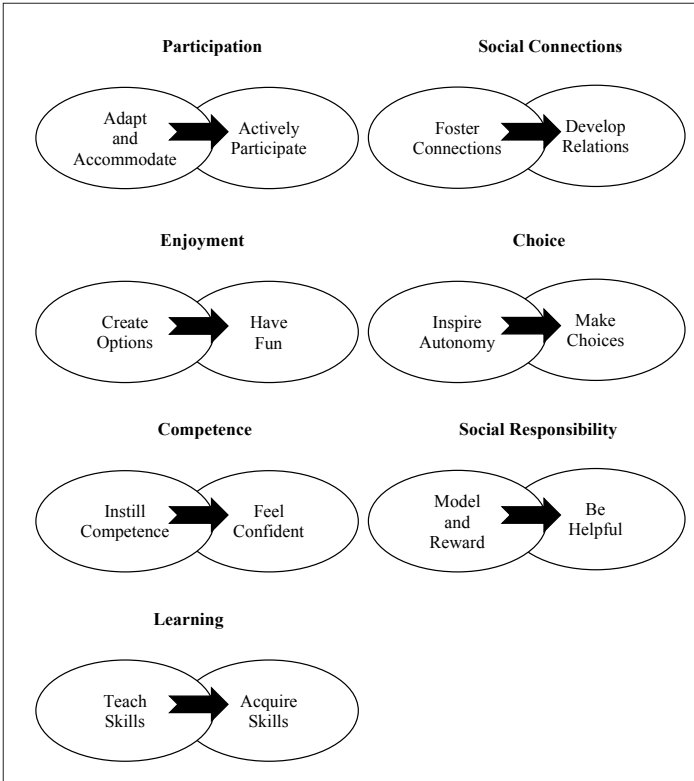 Participation
Adapt
and
Accommodate
Actively
Participate
Social Connections
Foster
Connections
Develop
Relations
Enjoyment
Create
Options
Have
Fun
Choice
Inspire
Autonomy
Make
Choices
Competence
Instill
Competence
Feel
Confident
Social Responsibility
Model
and
Reward
Be
Helpful
Learning
Teach
Skills
Acquire
Skills